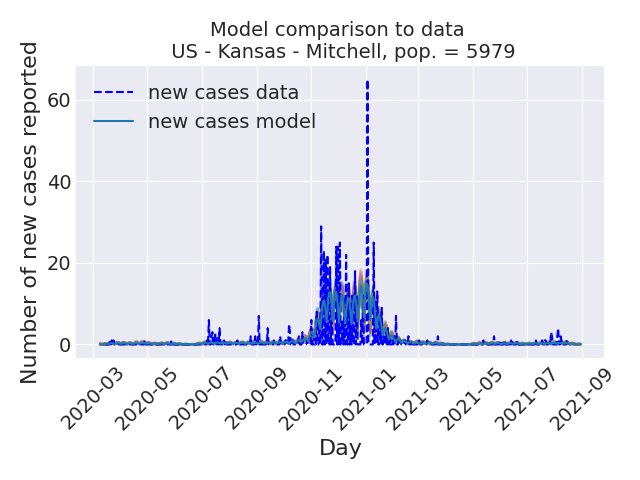 Model comparison to data
US - Kansas - Mitchell, pop. = 5979
Number of new cases reported
60
40
20
0
new cases data
new cases model
2020-03
2020-05
2020-07
2020-09
2020-11
2021-01
2021-03
2021-05
2021-07
2021-09
Day